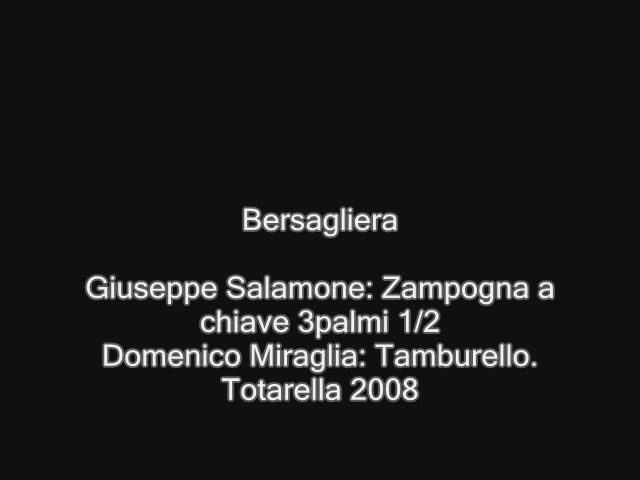 Bersagliera
Giuseppe Salamone: Zampogna a
chiave 3palmi 1/2
Domenico Miraglia: Tamburello.
Totarella 2008